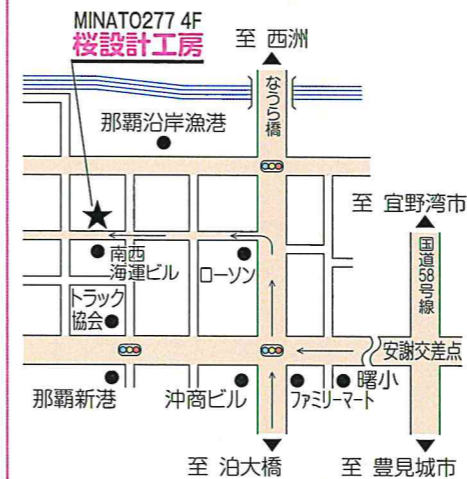 MINATO277 4F
桜設計工房
至 西洲
なうら橋
那覇沿岸漁港
至 宜野湾市
国道58号線
南西
海運ビル
ローソン
トラック
協会
安謝交差点
那覇新港
沖商ビル
ファミリーマート
曙小
至 泊大橋
至 豊見城市